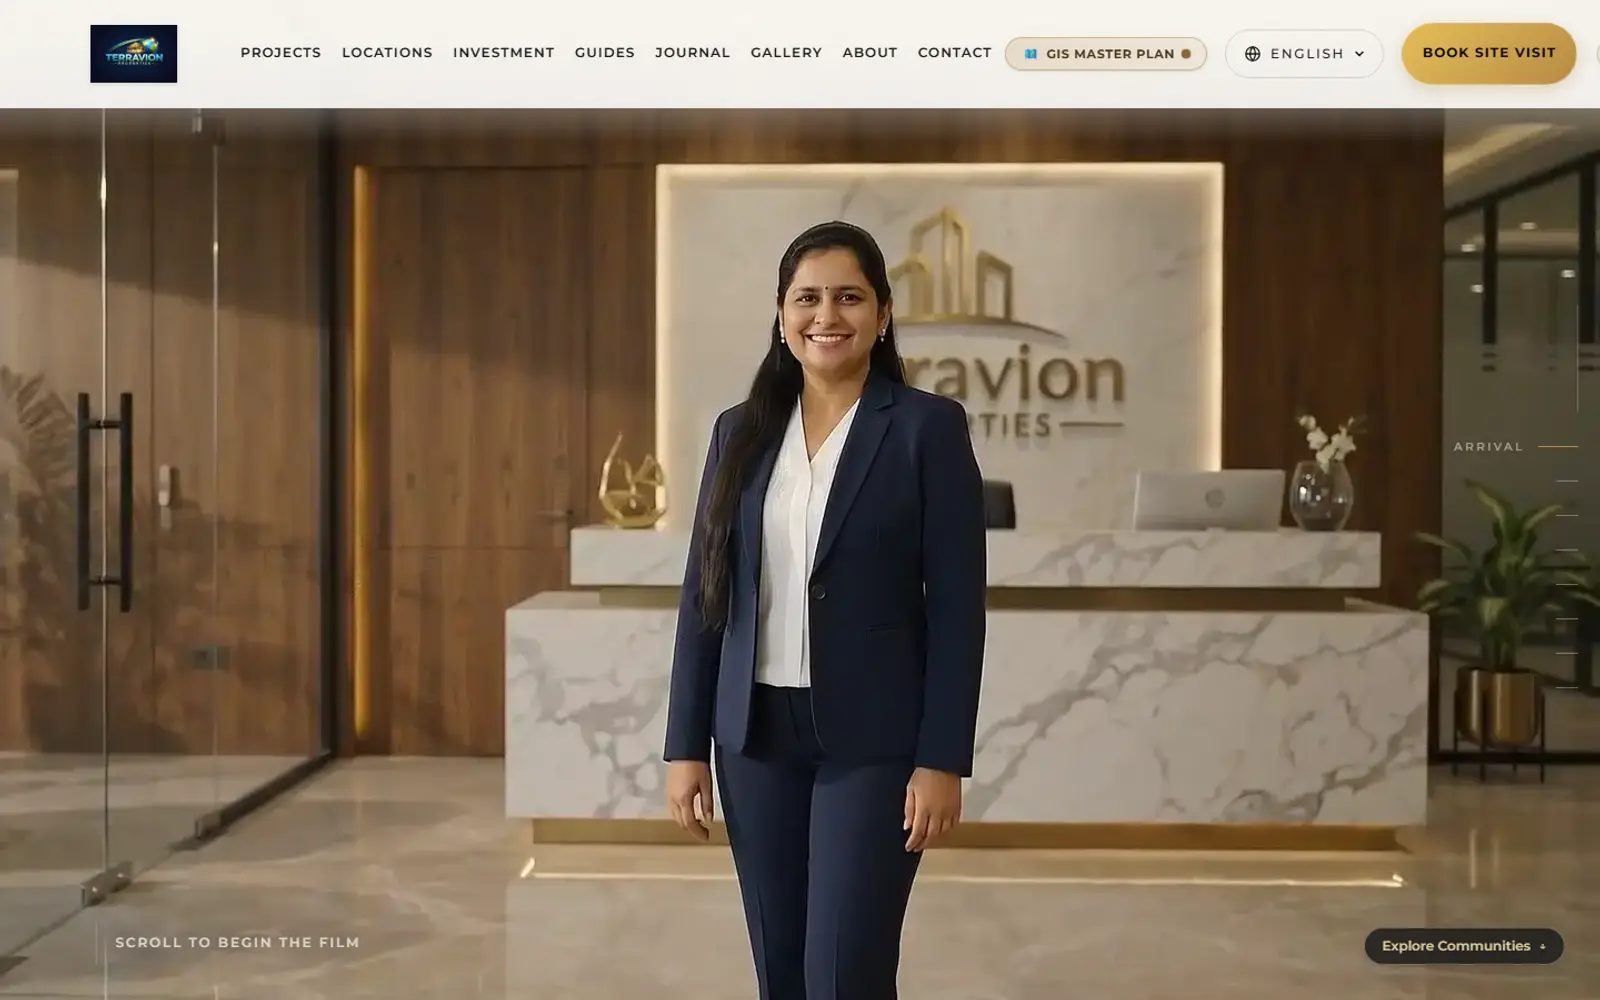 TERRAVION
PROPERTIES
PROJECTS LOCATIONS INVESTMENT GUIDES JOURNAL GALLERY ABOUT CONTACT GIS MASTER PLAN ENGLISH BOOK SITE VISIT
ravion
RTIES
ARRIVAL
SCROLL TO BEGIN THE FILM
Explore Communities